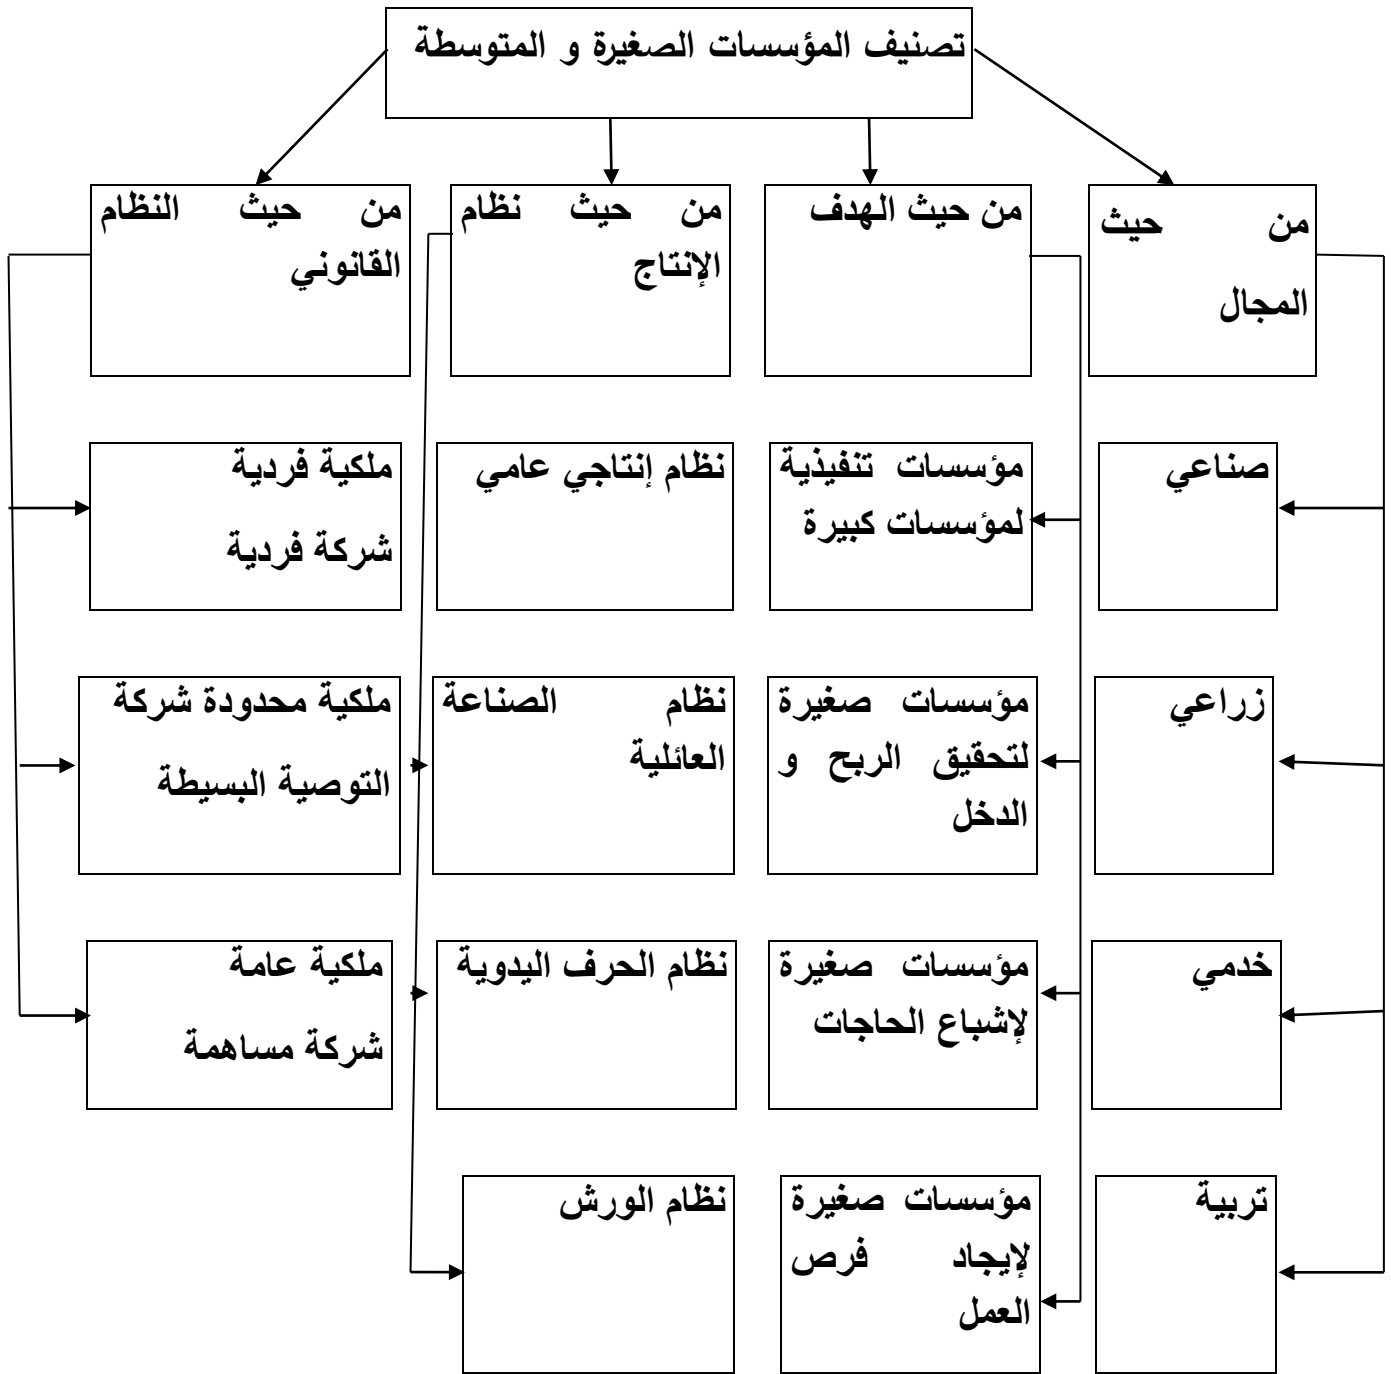 تصنيف المؤسسات الصغيرة و المتوسطة
من حيث
المجال
من حيث الهدف
من حيث نظام
الإنتاج
من حيث النظام
القانوني
صناعي
مؤسسات تنفيذية
لمؤسسات كبيرة
نظام إنتاجي عامي
ملكية فردية
شركة فردية
زراعي
مؤسسات صغيرة
لتحقيق الربح و
الدخل
نظام الصناعة
العائلية
ملكية محدودة شركة
التوصية البسيطة
خدمي
مؤسسات صغيرة
لإشباع الحاجات
نظام الحرف اليدوية
ملكية عامة
شركة مساهمة
تربية
مؤسسات صغيرة
لإيجاد فرص
العمل
نظام الورش